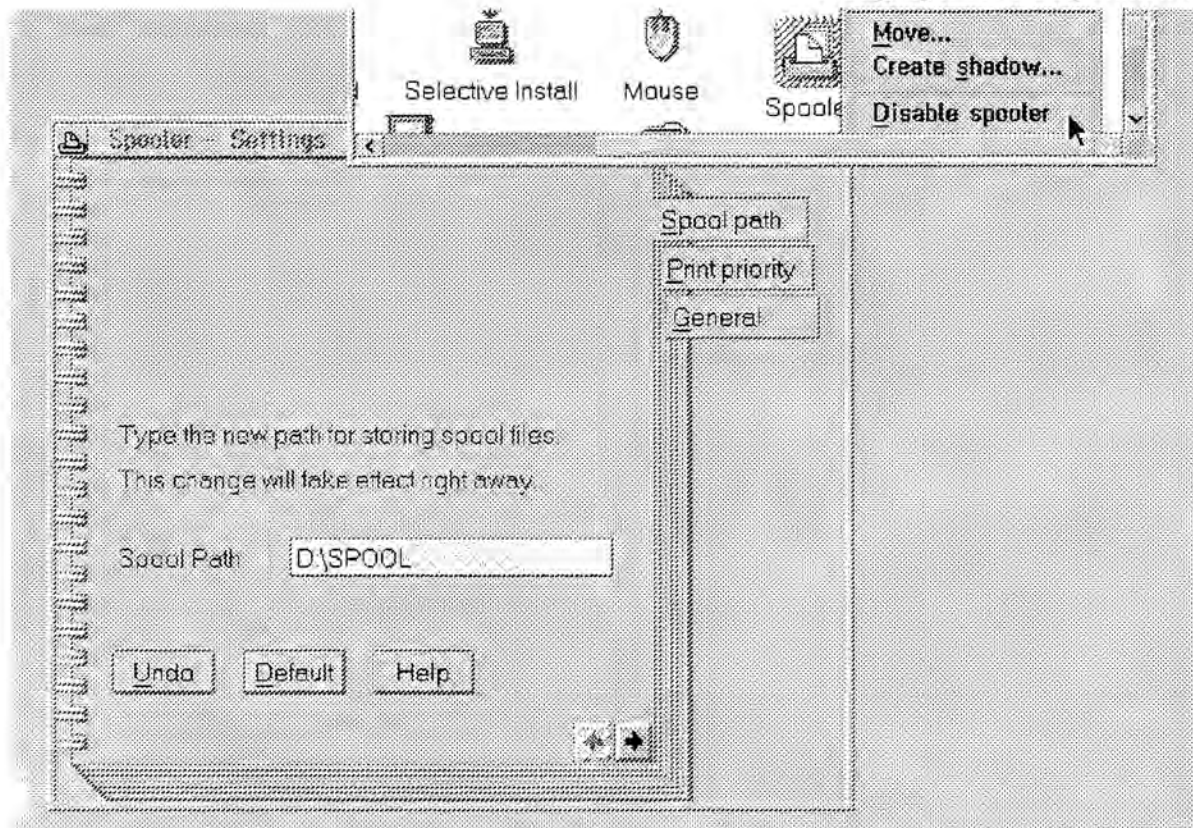 Move...
Create shadow...
Selective Install
Mouse
Spoole
Disable spooler
Spooler - Settings
Spool path
Print priority
General
Type the new path for storing spool files.
This change will take effect right away.
Spool Path
D:\SPOOL
Undo
Default
Help